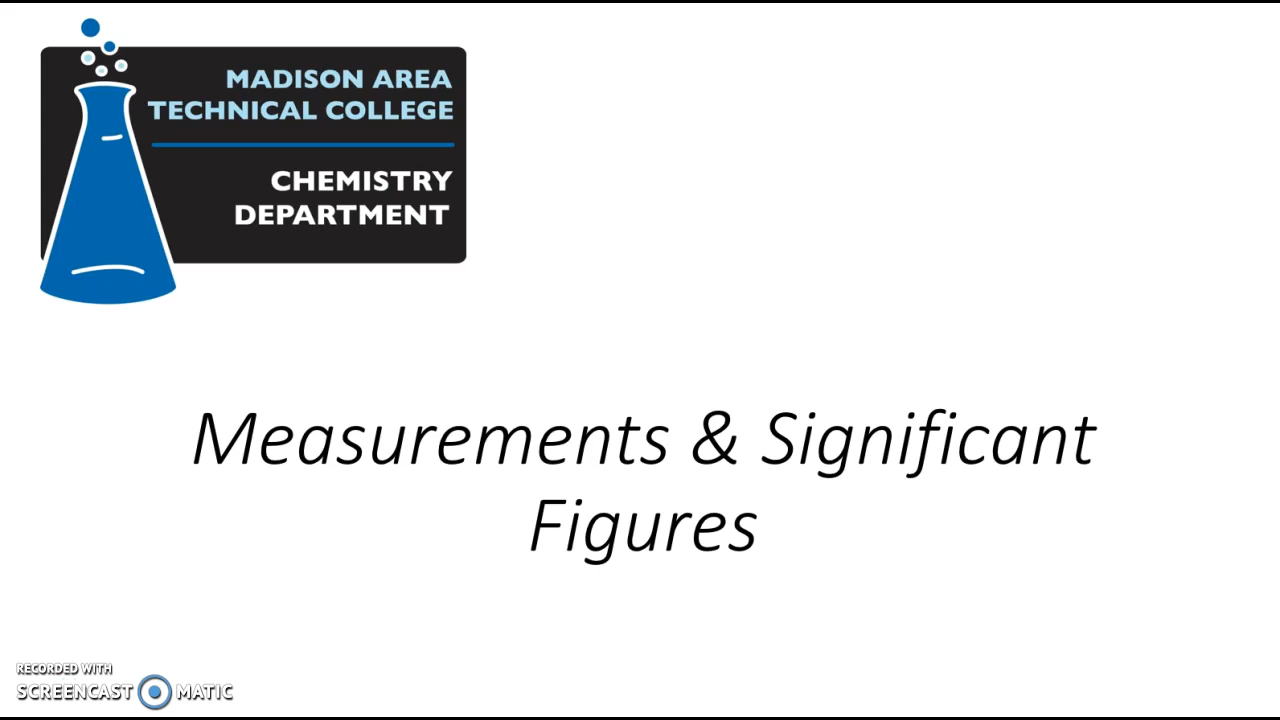 MADISON AREA
TECHNICAL COLLEGE
CHEMISTRY
DEPARTMENT
Measurements & Significant
Figures
RECORDED WITH
SCREENCAST MATIC